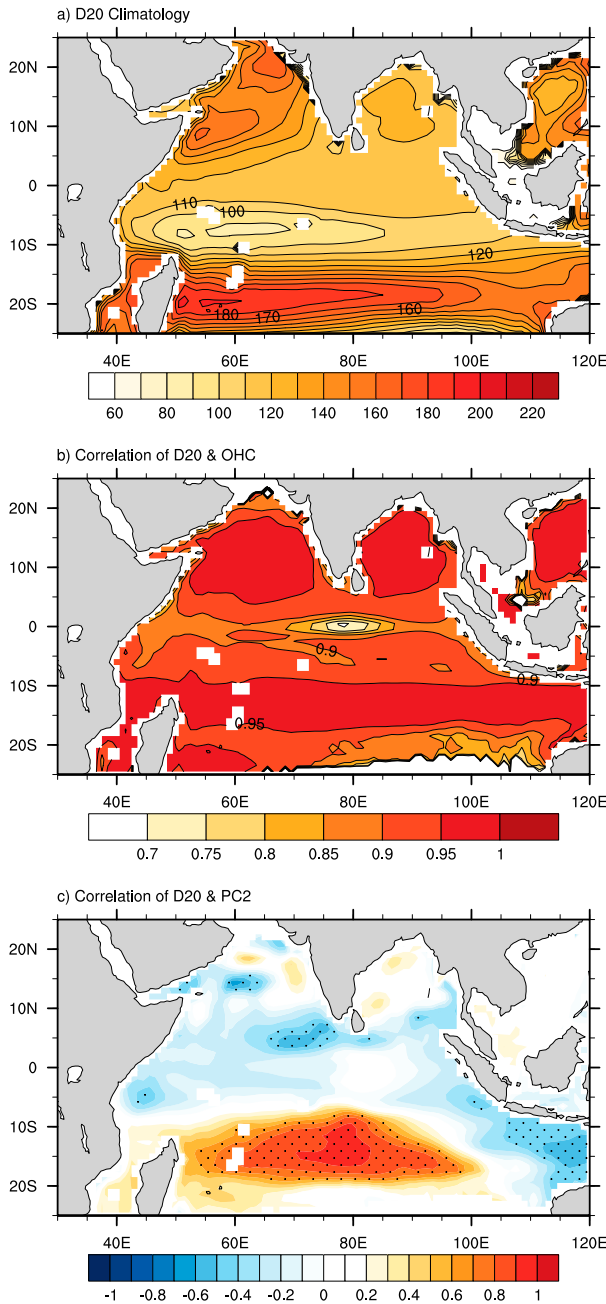 a) D20 Climatology
20N
10N
0
10S
20S
110
100
120
180
170
160
40E 60E 80E 100E 120E
60 80 100 120 140 160 180 200 220
b) Correlation of D20 & OHC
20N
10N
0
10S
20S
0.9
0.9
0.95
40E 60E 80E 100E 120E
0.7 0.75 0.8 0.85 0.9 0.95 1
c) Correlation of D20 & PC2
20N
10N
0
10S
20S
40E 60E 80E 100E 120E
-1 -0.8 -0.6 -0.4 -0.2 0 0.2 0.4 0.6 0.8 1